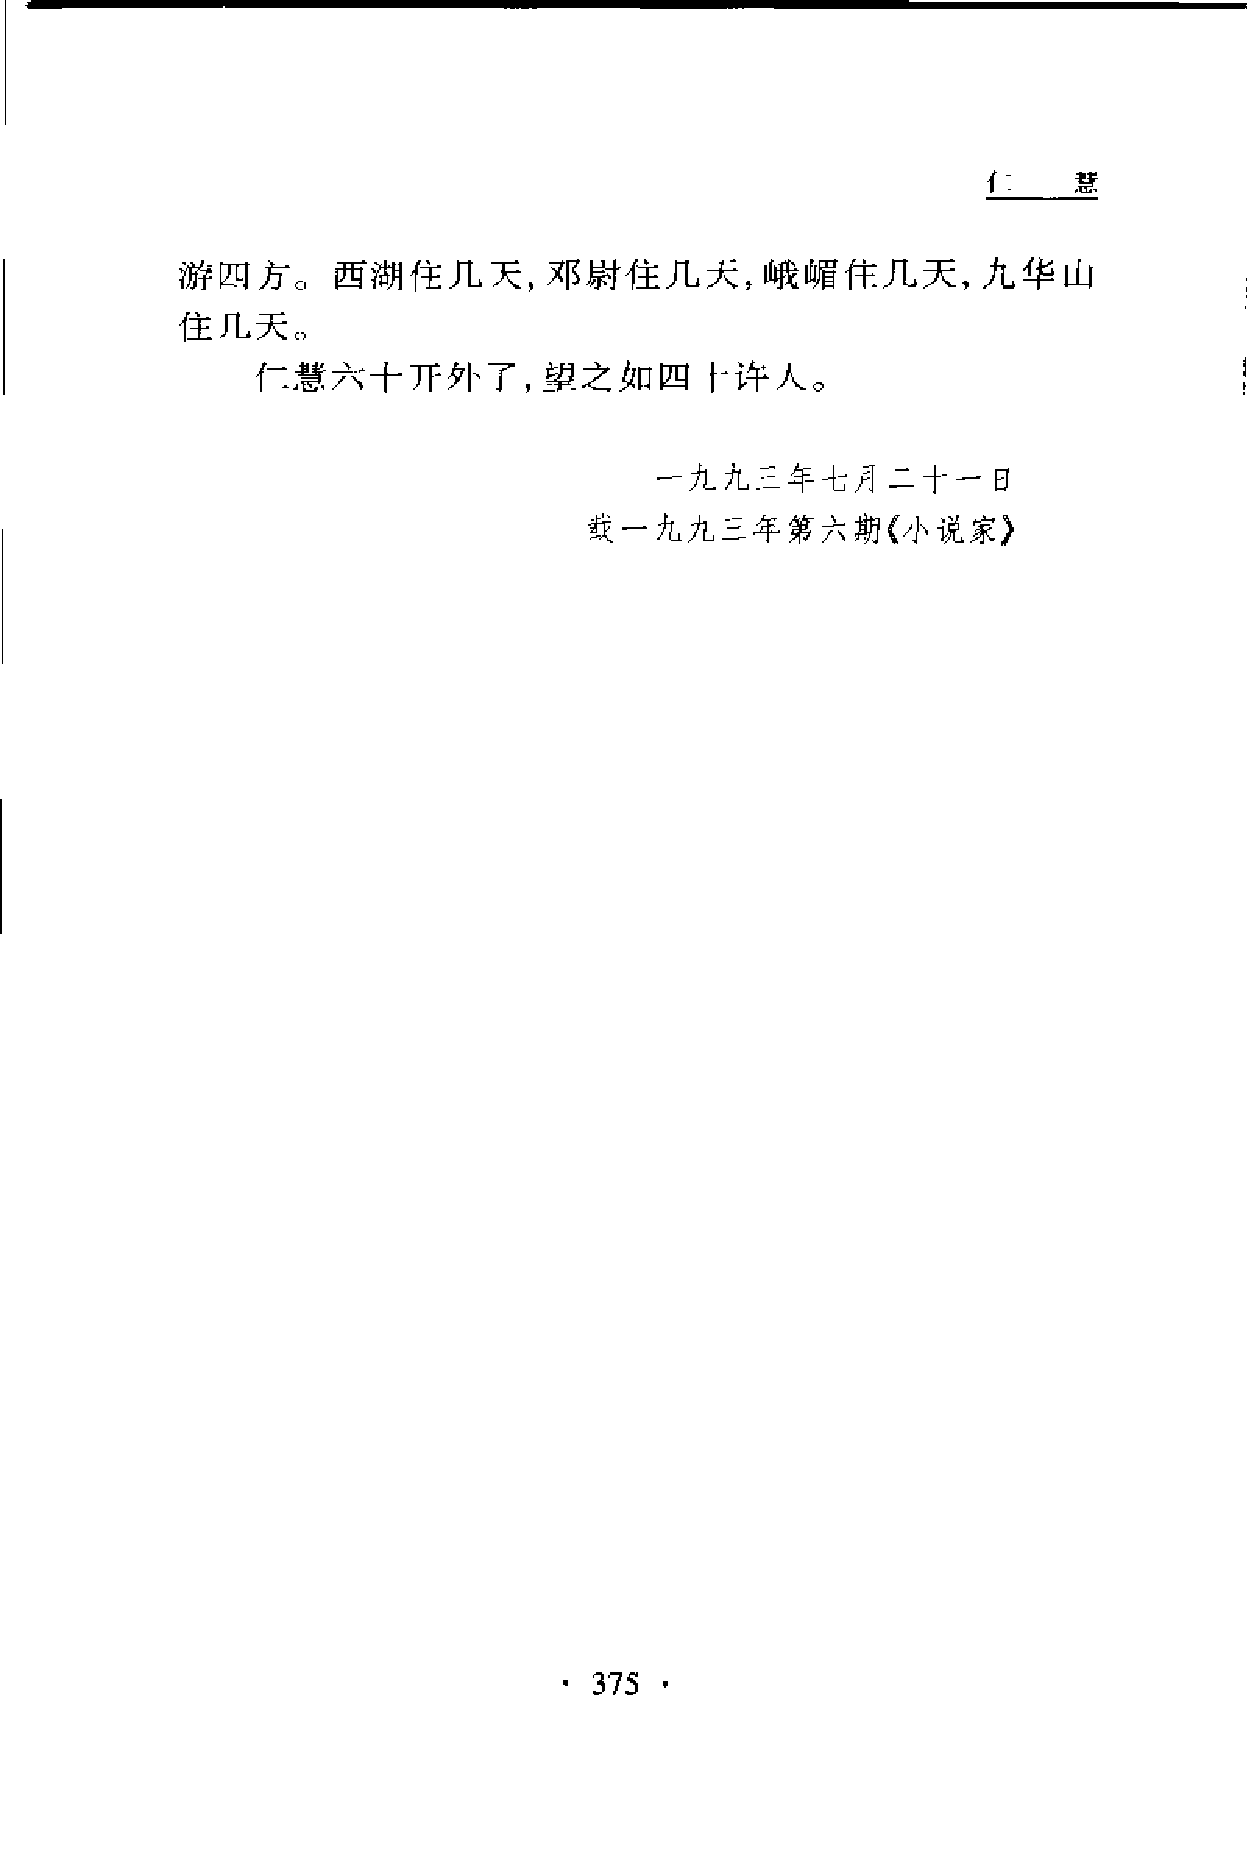 仁 慧
游四方。西湖住几天,邓尉住几天,峨嵋住几天,九华山
住几天。
仁慧六十开外了,望之如四十许人。
一九九三年七月二十一日
载一九九三年第六期《小说家》
· 375 ·